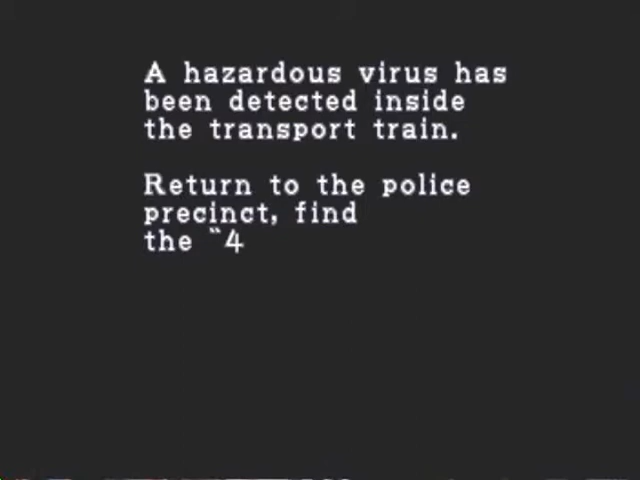 A hazardous virus has
been detected inside
the transport train.
Return to the police
precinct, find
the “4